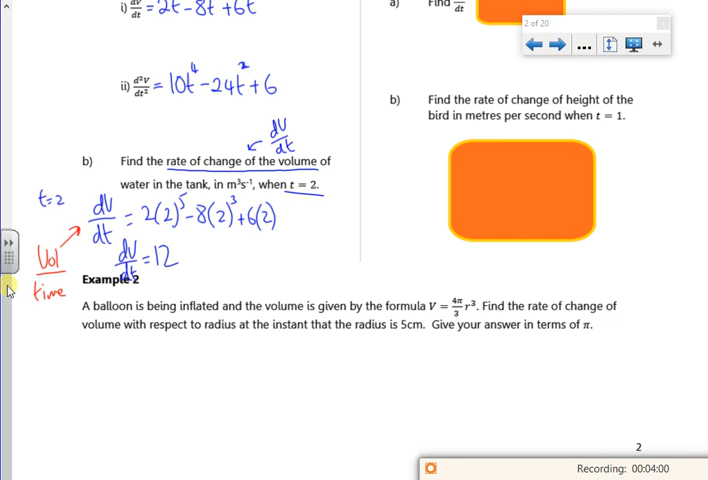 i) dV/dt = 2t - 8t + 6t
a) Find /dt
2 of 20
ii) d²V/dt² = 10t⁴ - 24t² + 6
b) Find the rate of change of height of the
bird in metres per second when t = 1.
dV/dt
b) Find the rate of change of the volume of
water in the tank, in m³s⁻¹, when t = 2.
t=2
dV/dt = 2(2)⁵ - 8(2)³ + 6(2)
dV/dt = 12
Vol
time
Example 2
A balloon is being inflated and the volume is given by the formula V = 4π/3 r³. Find the rate of change of
volume with respect to radius at the instant that the radius is 5cm. Give your answer in terms of π.
2
Recording: 00:04:00